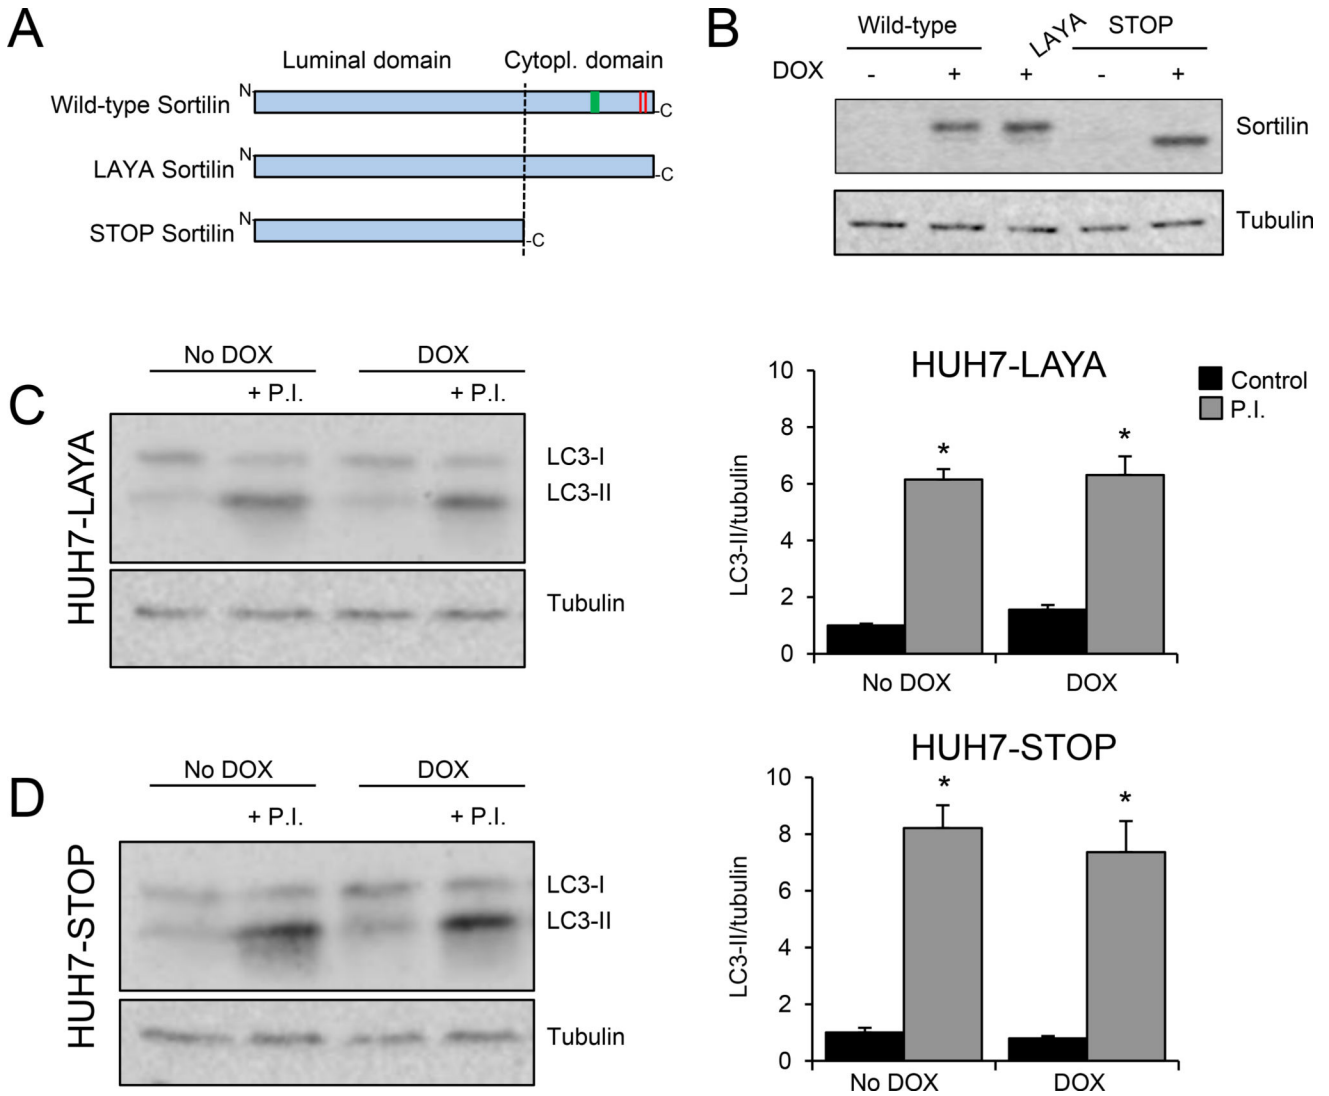 A
Luminal domain
Cytopl. domain
Wild-type Sortilin
N
-C
LAYA Sortilin
N
-C
STOP Sortilin
N
-C
B
Wild-type
LAYA
STOP
DOX
- + + - +
Sortilin
Tubulin
C
HUH7-LAYA
No DOX
DOX
+ P.I.
+ P.I.
LC3-I
LC3-II
Tubulin
HUH7-LAYA
Control
P.I.
LC3-II/tubulin
10
8
6
4
2
0
*
*
No DOX
DOX
D
HUH7-STOP
No DOX
DOX
+ P.I.
+ P.I.
LC3-I
LC3-II
Tubulin
HUH7-STOP
LC3-II/tubulin
10
8
6
4
2
0
*
*
No DOX
DOX